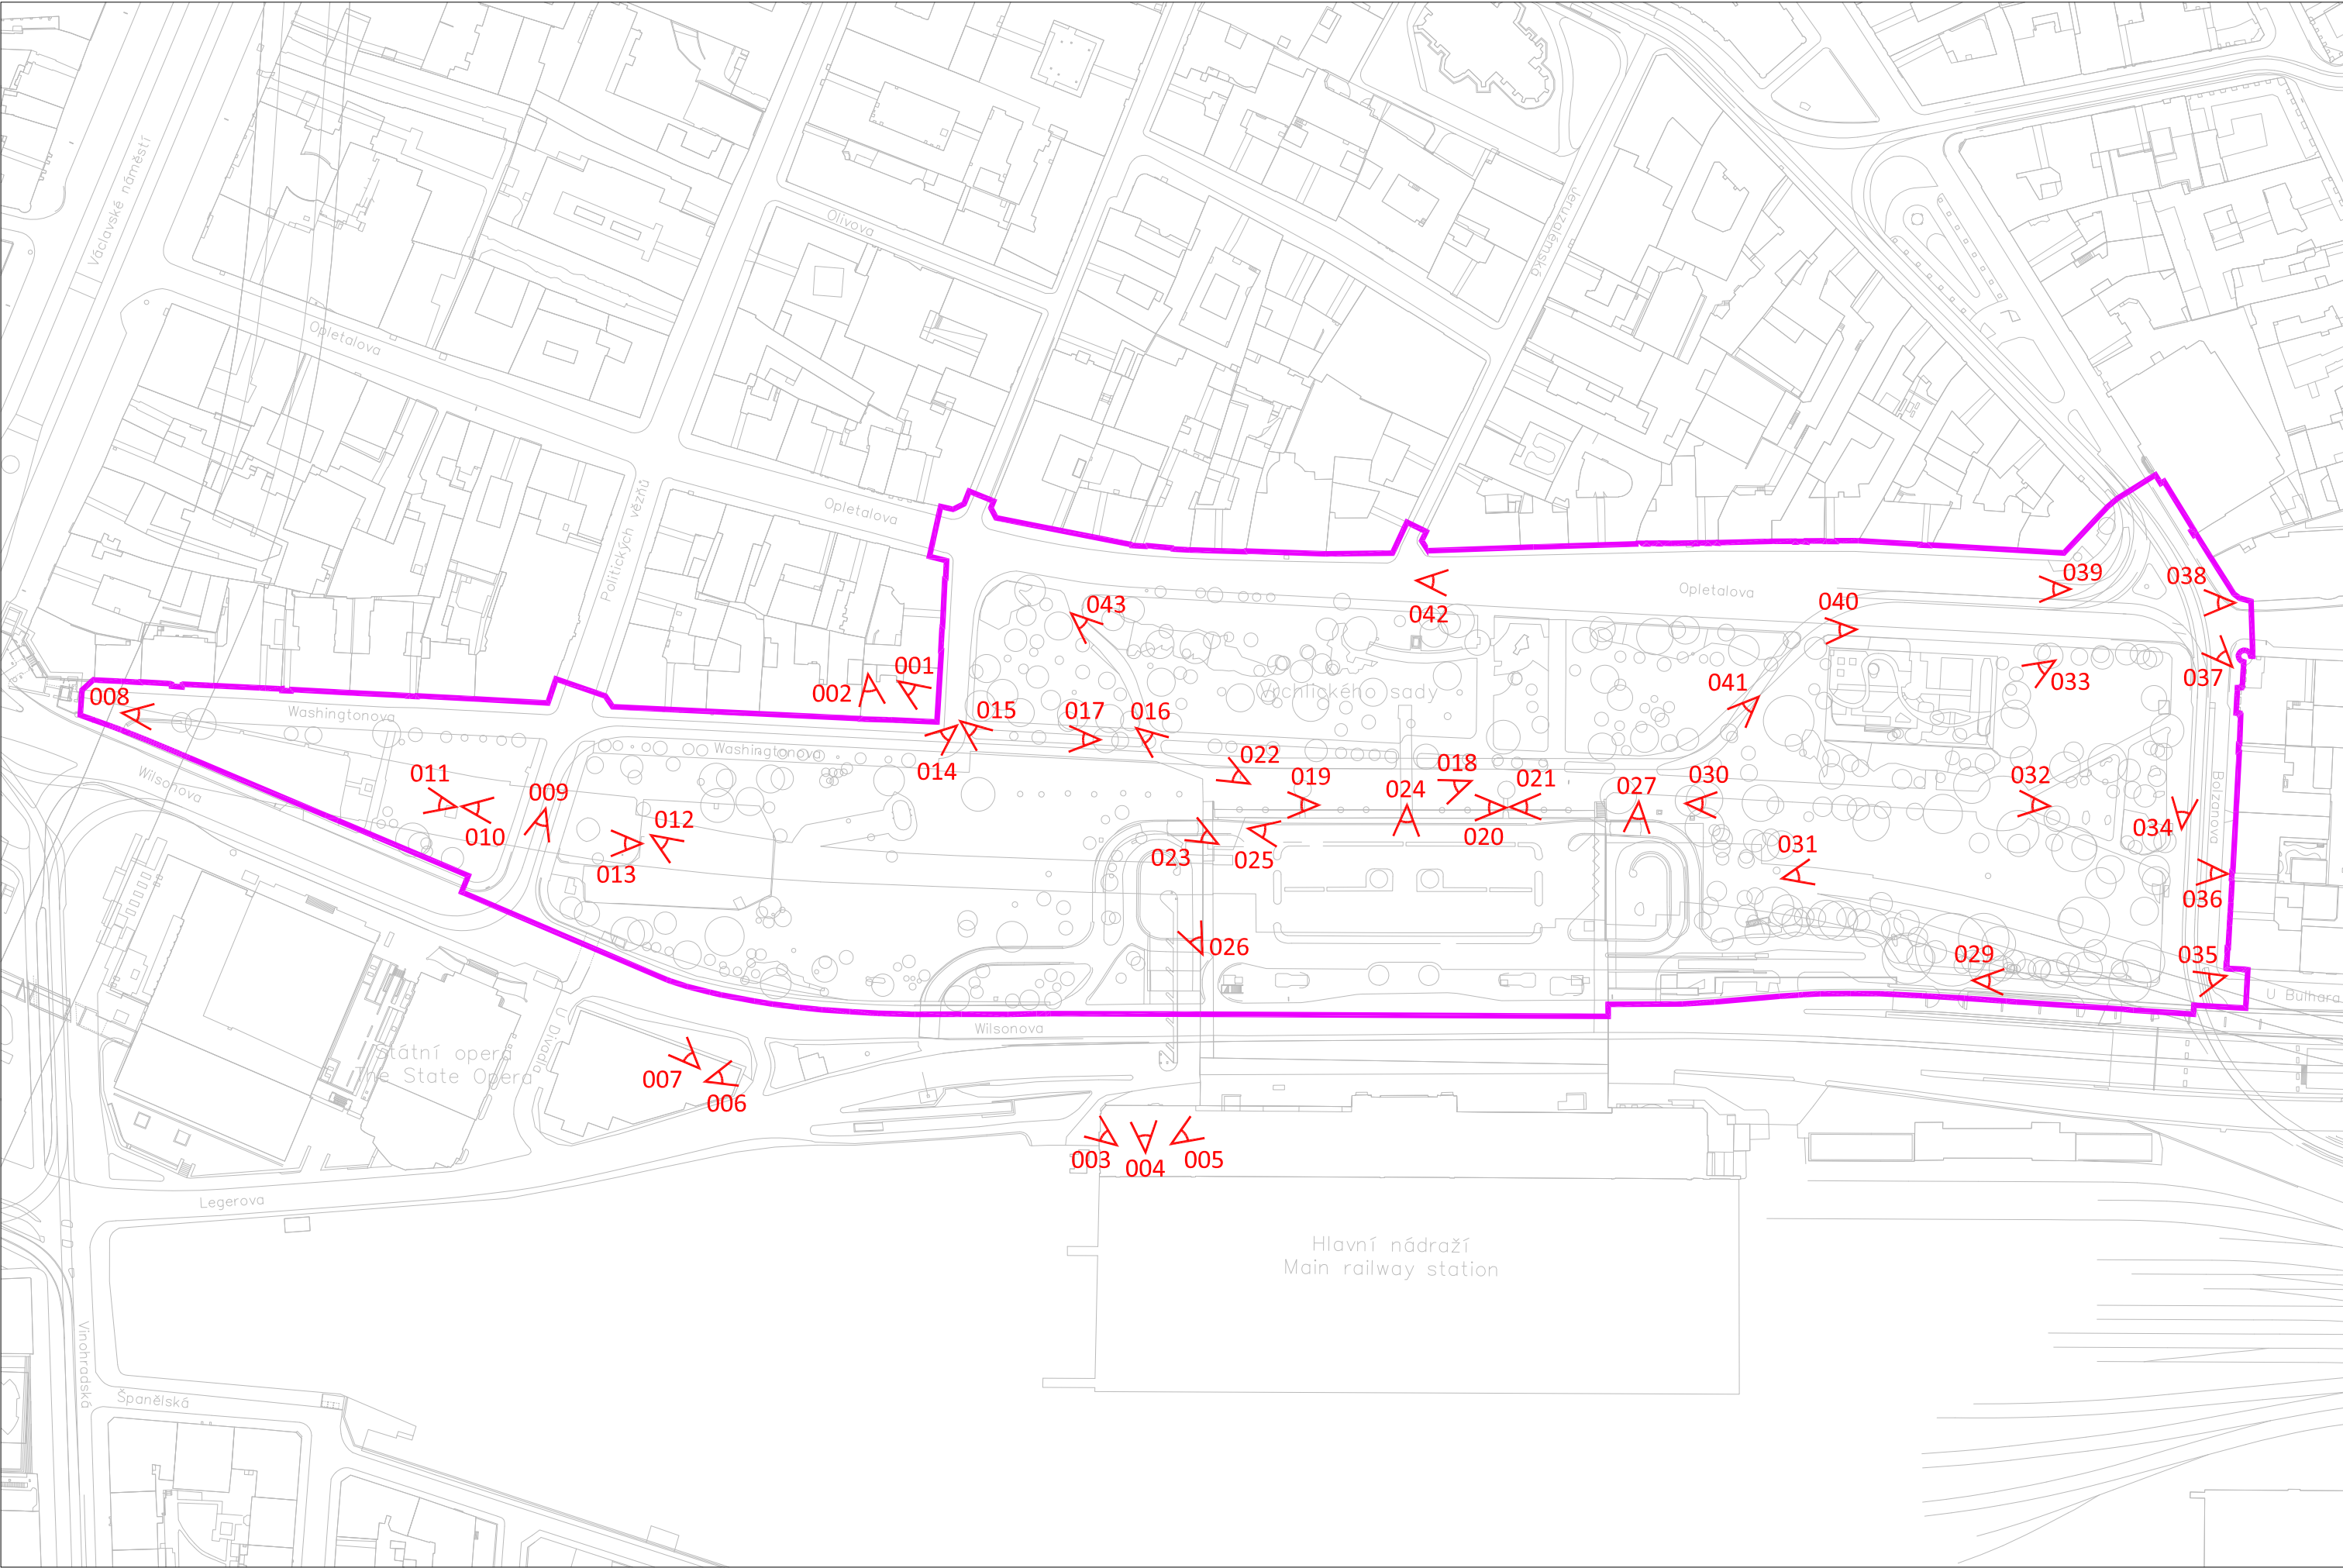 Václavské náměstí
Olivova
Jeruzalémská
Opletalova
Politických vězňů
Opletalova
Opletalova
039
038
040
043
042
001
002
008
Washingtonova
015
017
016
Vrchlického sady
041
033
037
014
Washingtonova
022
018
Wilsonova
011
009
019
024
021
027
030
032
Bolzanova
010
012
020
034
023
025
031
013
036
026
029
035
U Bulhara
Wilsonova
U Divadla
Státní opera
The State Opera
007
006
003
004
005
Legerova
Hlavní nádraží
Main railway station
Vinohradská
Španělská